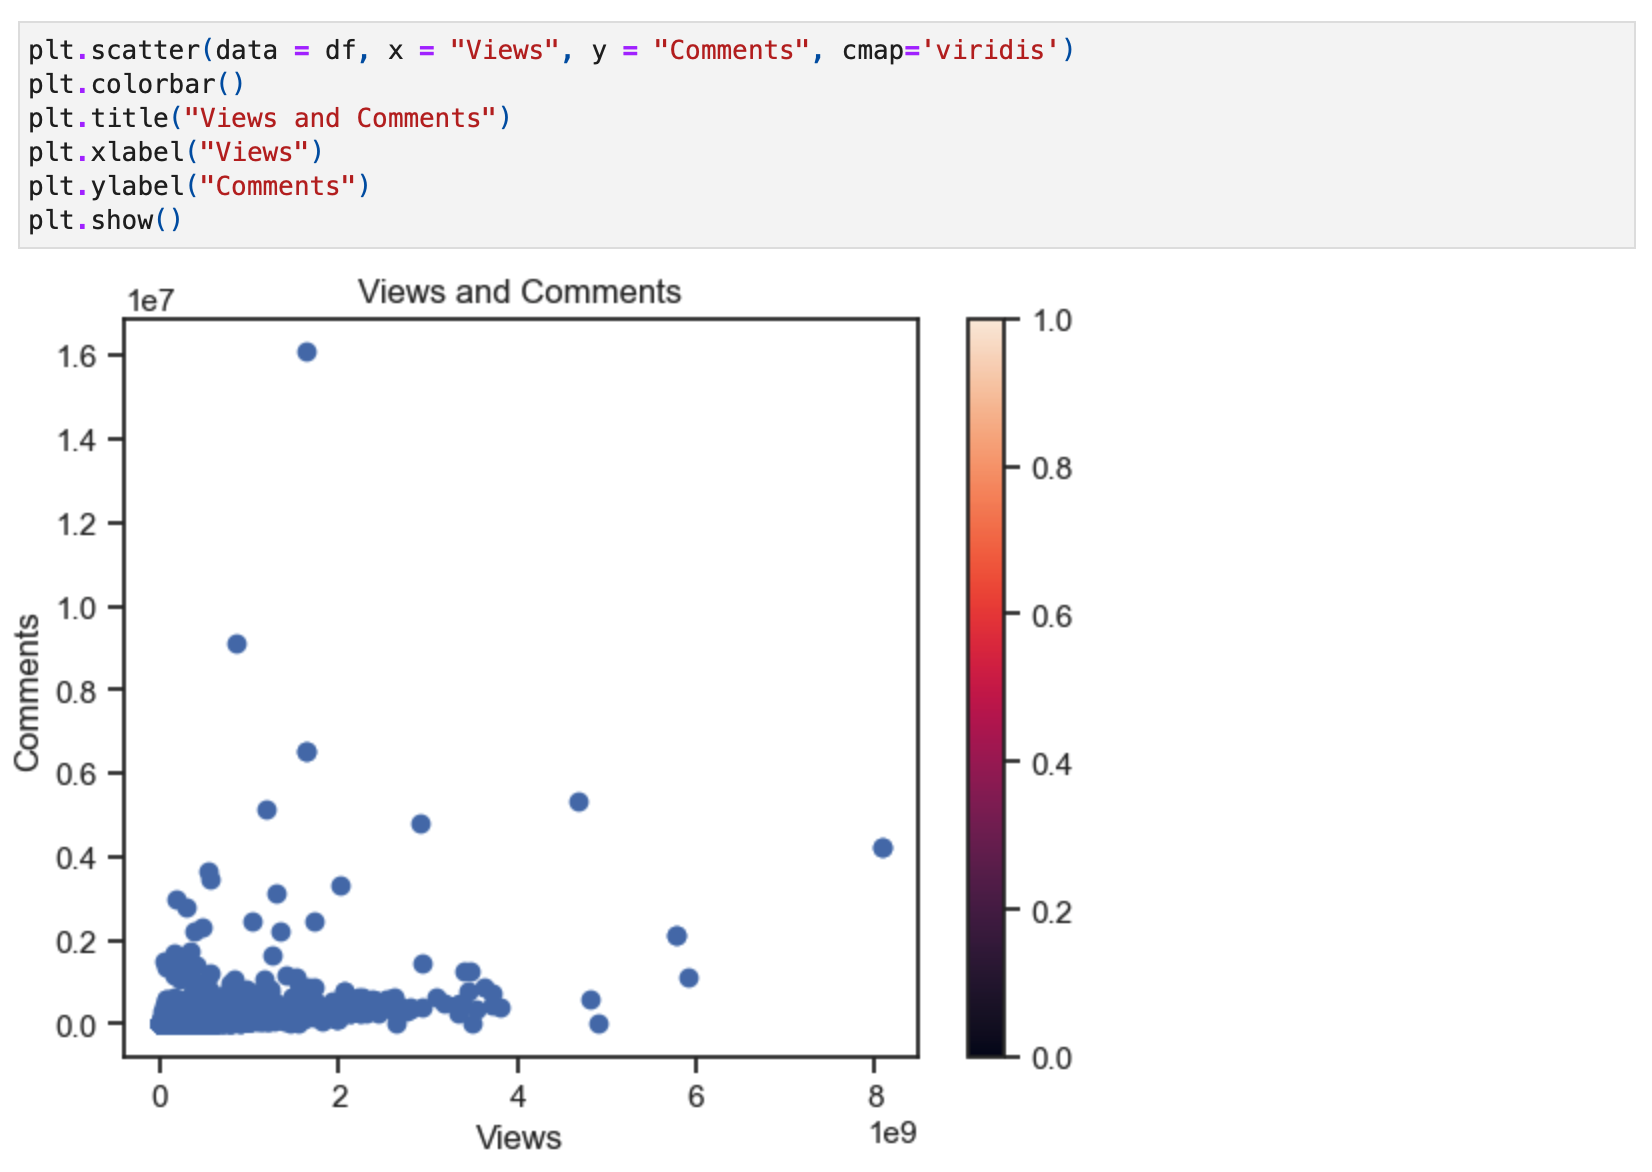 plt.scatter(data = df, x = "Views", y = "Comments", cmap='viridis')
plt.colorbar()
plt.title("Views and Comments")
plt.xlabel("Views")
plt.ylabel("Comments")
plt.show()
Views and Comments
1e7
1.6
1.4
1.2
1.0
0.8
0.6
0.4
0.2
0.0
Comments
0 2 4 6 8
1e9
Views
1.0
0.8
0.6
0.4
0.2
0.0